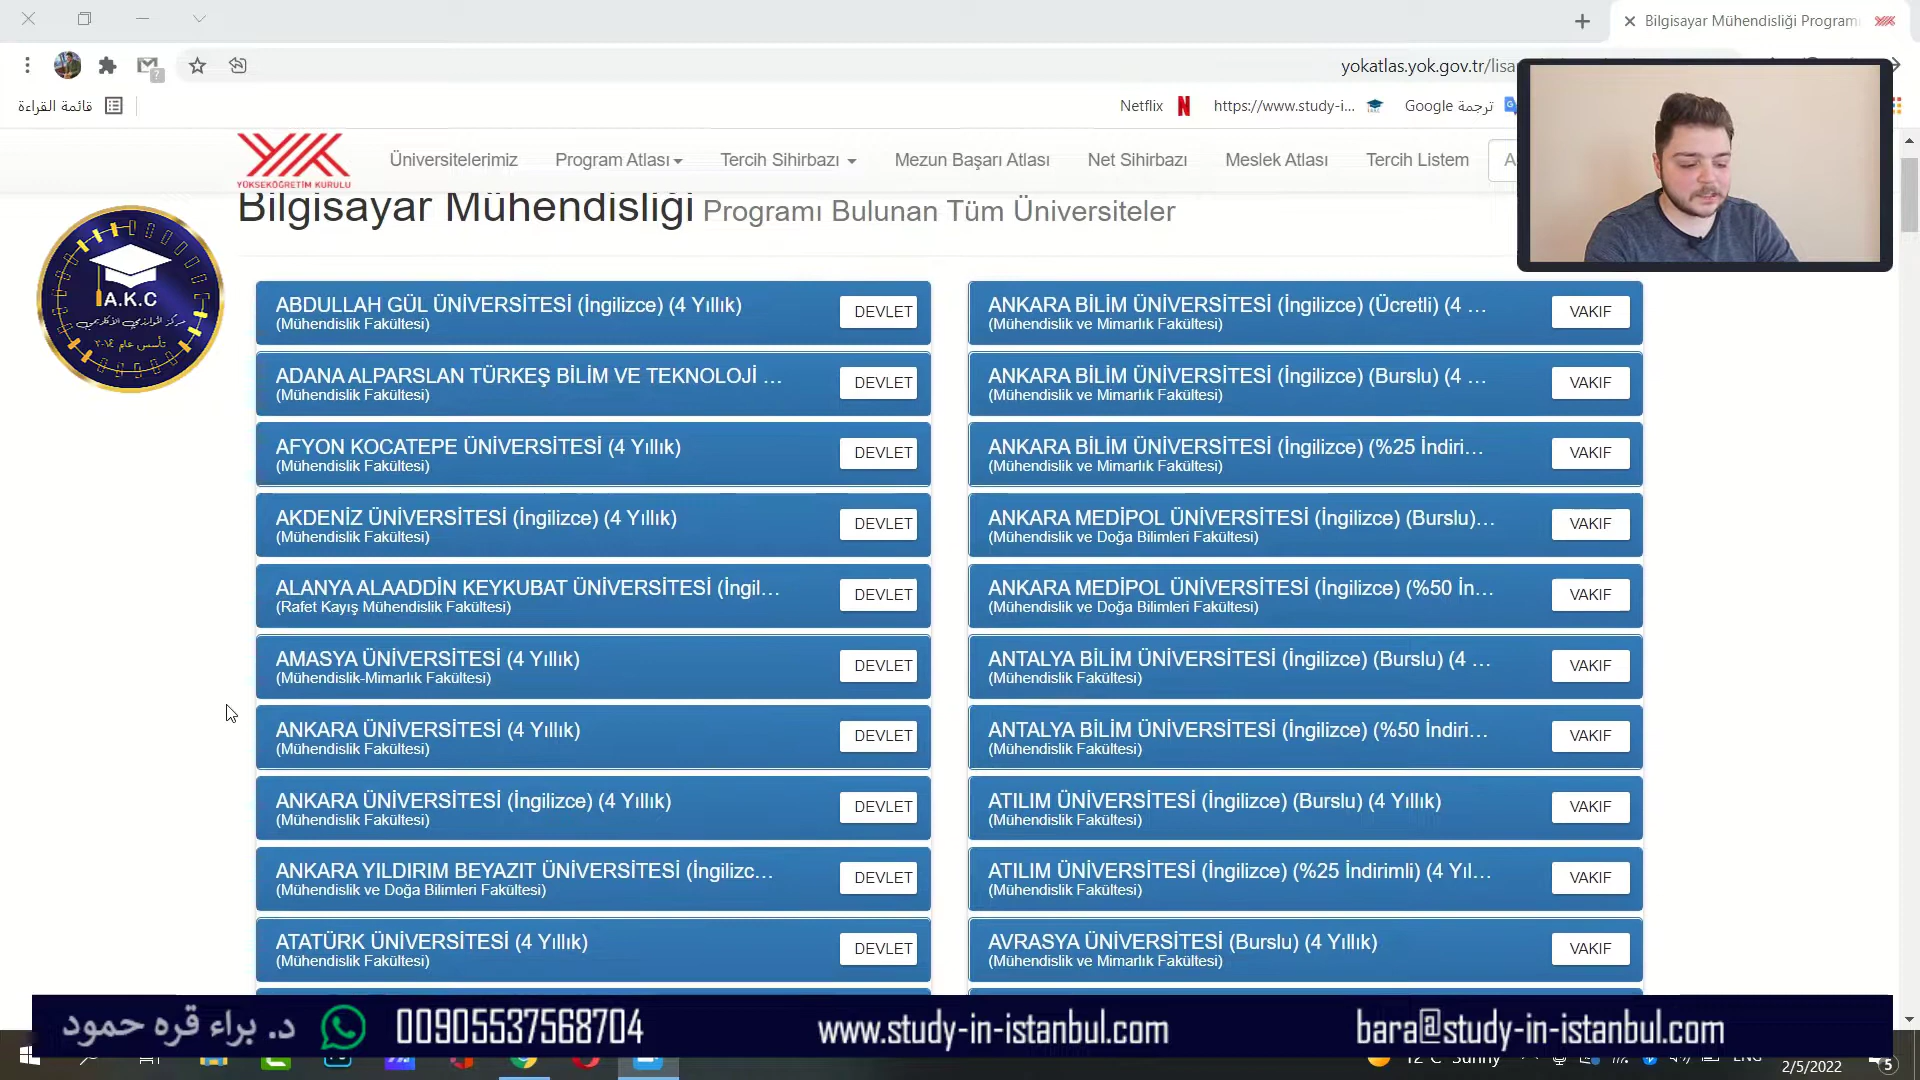 Bilgisayar Mühendisliği Programı
yokatlas.yok.gov.tr/lisa
قائمة القراءة
Netflix
https://www.study-i...
ترجمة Google
YÜKSEKÖĞRETİM KURULU
Üniversitelerimiz
Program Atlası
Tercih Sihirbazı
Mezun Başarı Atlası
Net Sihirbazı
Meslek Atlası
Tercih Listem
Bilgisayar Mühendisliği Programı Bulunan Tüm Üniversiteler
A.K.C
مركز الخوارزمي الأكاديمي
تأسس عام ٢٠١٤
ABDULLAH GÜL ÜNİVERSİTESİ (İngilizce) (4 Yıllık)
(Mühendislik Fakültesi)
DEVLET
ADANA ALPARSLAN TÜRKEŞ BİLİM VE TEKNOLOJİ ...
(Mühendislik Fakültesi)
DEVLET
AFYON KOCATEPE ÜNİVERSİTESİ (4 Yıllık)
(Mühendislik Fakültesi)
DEVLET
AKDENİZ ÜNİVERSİTESİ (İngilizce) (4 Yıllık)
(Mühendislik Fakültesi)
DEVLET
ALANYA ALAADDİN KEYKUBAT ÜNİVERSİTESİ (İngil...
(Rafet Kayış Mühendislik Fakültesi)
DEVLET
AMASYA ÜNİVERSİTESİ (4 Yıllık)
(Mühendislik-Mimarlık Fakültesi)
DEVLET
ANKARA ÜNİVERSİTESİ (4 Yıllık)
(Mühendislik Fakültesi)
DEVLET
ANKARA ÜNİVERSİTESİ (İngilizce) (4 Yıllık)
(Mühendislik Fakültesi)
DEVLET
ANKARA YILDIRIM BEYAZIT ÜNİVERSİTESİ (İngilizc...
(Mühendislik ve Doğa Bilimleri Fakültesi)
DEVLET
ATATÜRK ÜNİVERSİTESİ (4 Yıllık)
(Mühendislik Fakültesi)
DEVLET
ANKARA BİLİM ÜNİVERSİTESİ (İngilizce) (Ücretli) (4 ...
(Mühendislik ve Mimarlık Fakültesi)
VAKIF
ANKARA BİLİM ÜNİVERSİTESİ (İngilizce) (Burslu) (4 ...
(Mühendislik ve Mimarlık Fakültesi)
VAKIF
ANKARA BİLİM ÜNİVERSİTESİ (İngilizce) (%25 İndiri...
(Mühendislik ve Mimarlık Fakültesi)
VAKIF
ANKARA MEDİPOL ÜNİVERSİTESİ (İngilizce) (Burslu)...
(Mühendislik ve Doğa Bilimleri Fakültesi)
VAKIF
ANKARA MEDİPOL ÜNİVERSİTESİ (İngilizce) (%50 İn...
(Mühendislik ve Doğa Bilimleri Fakültesi)
VAKIF
ANTALYA BİLİM ÜNİVERSİTESİ (İngilizce) (Burslu) (4 ...
(Mühendislik Fakültesi)
VAKIF
ANTALYA BİLİM ÜNİVERSİTESİ (İngilizce) (%50 İndiri...
(Mühendislik Fakültesi)
VAKIF
ATILIM ÜNİVERSİTESİ (İngilizce) (Burslu) (4 Yıllık)
(Mühendislik Fakültesi)
VAKIF
ATILIM ÜNİVERSİTESİ (İngilizce) (%25 İndirimli) (4 Yıl...
(Mühendislik Fakültesi)
VAKIF
AVRASYA ÜNİVERSİTESİ (Burslu) (4 Yıllık)
(Mühendislik ve Mimarlık Fakültesi)
VAKIF
د. براء قره حمود
00905537568704
www.study-in-istanbul.com
bara@study-in-istanbul.com
12°C Sunny
ENG
2/5/2022
5